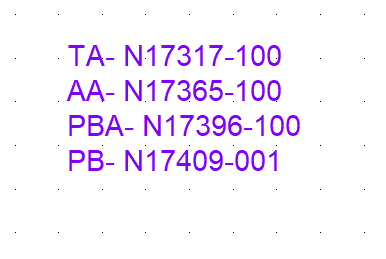 TA- N17317-100
AA- N17365-100
PBA- N17396-100
PB- N17409-001